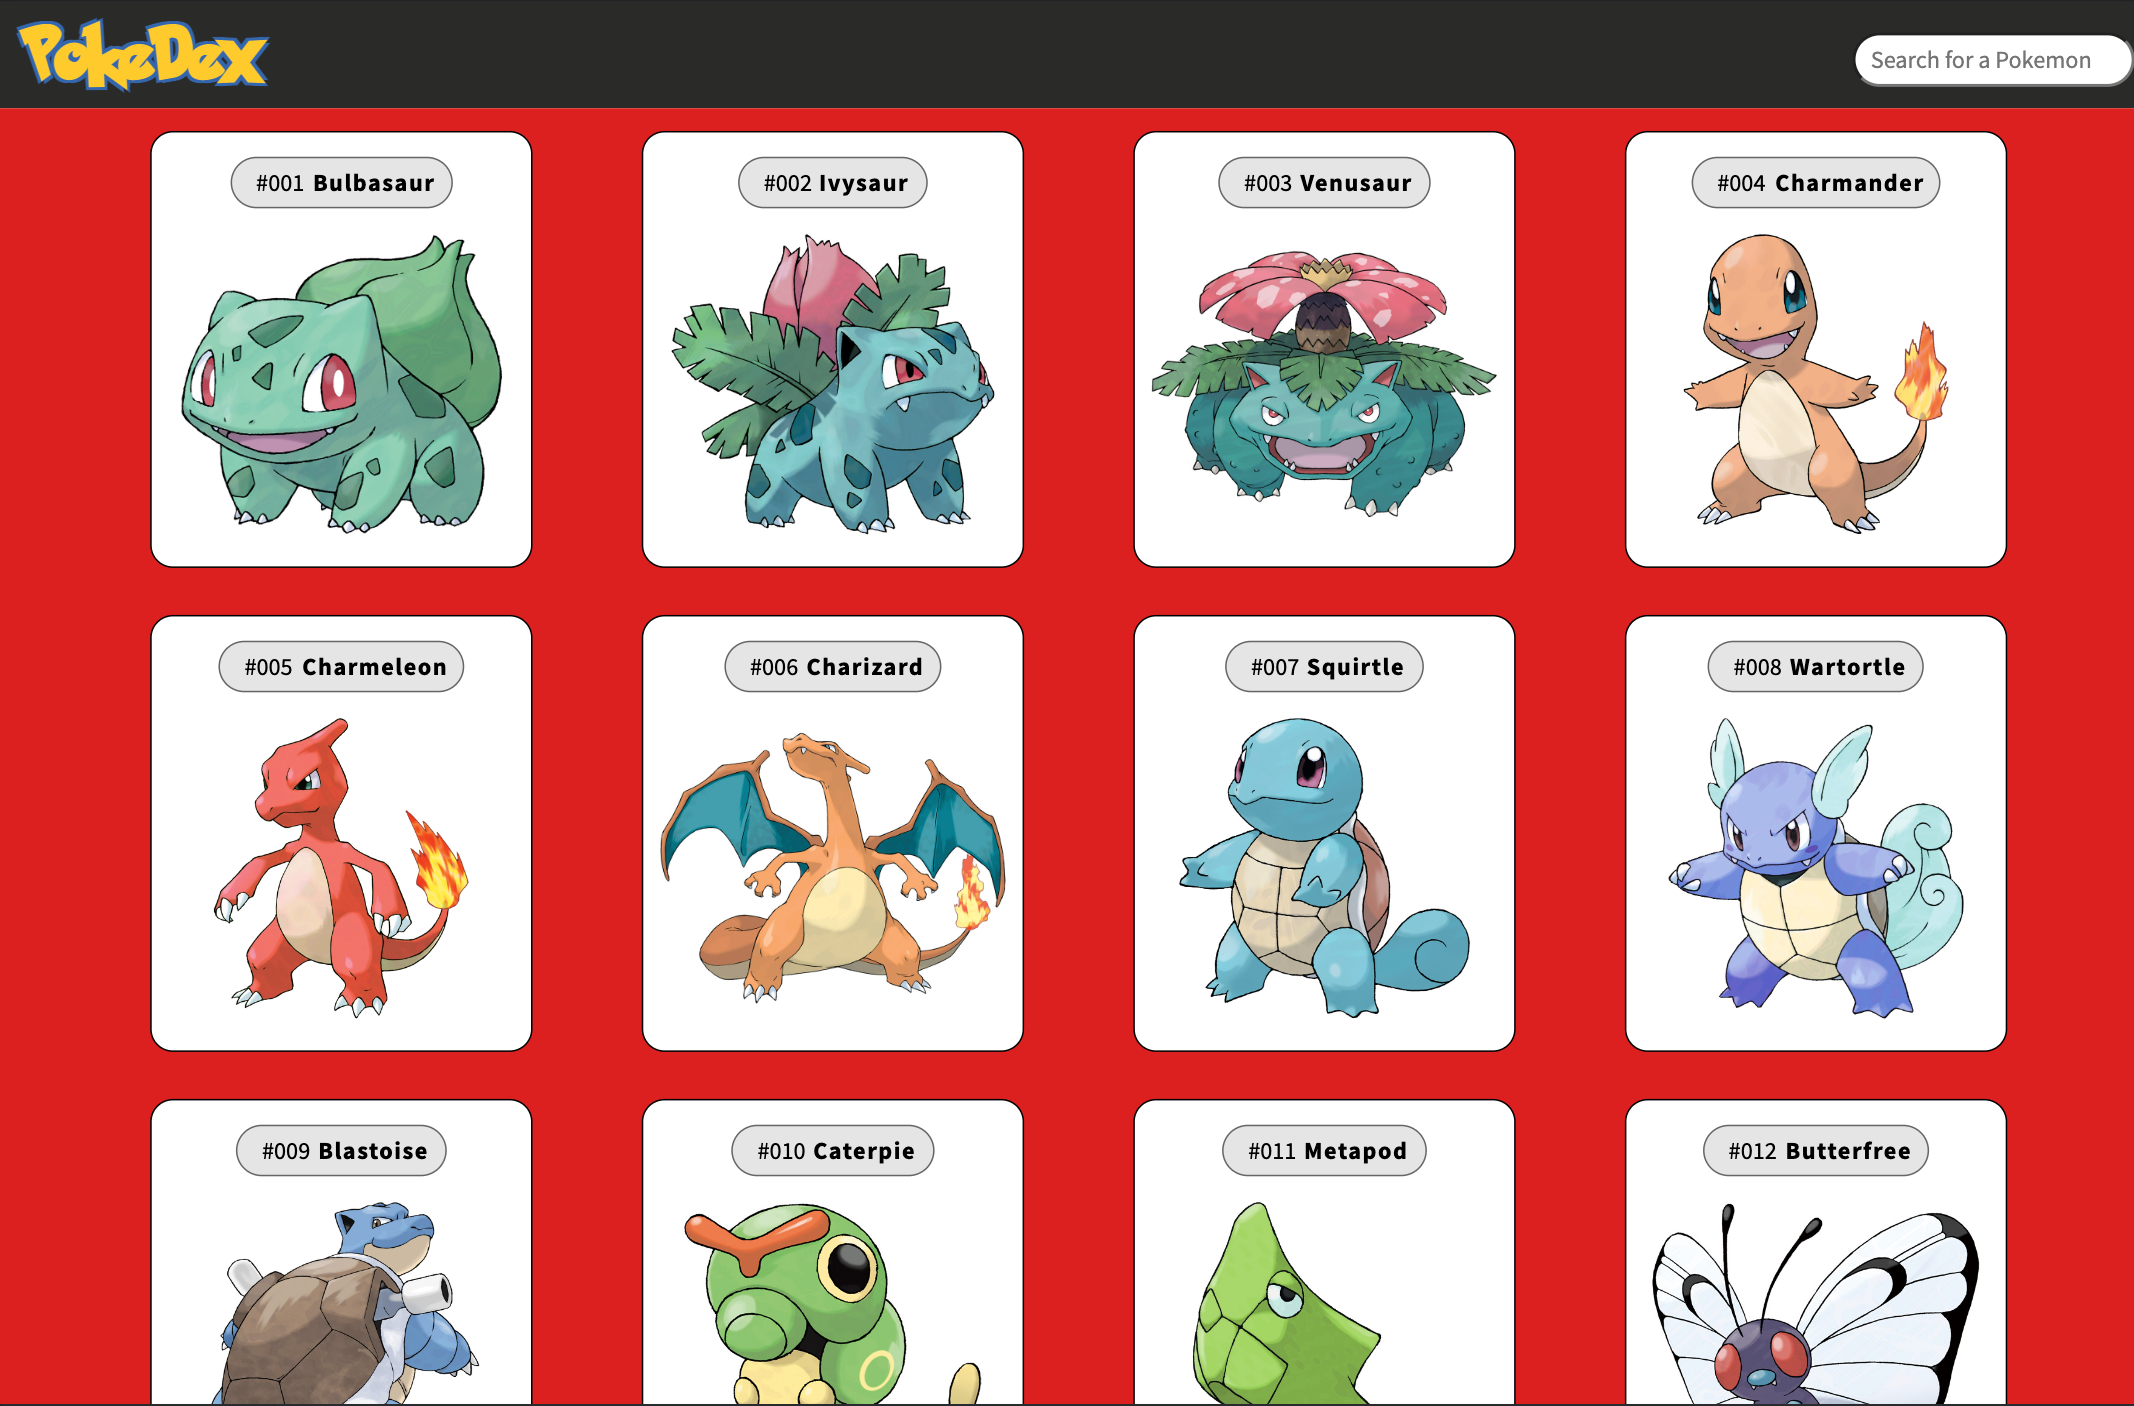 PokeDex
Search for a Pokemon
#001 Bulbasaur
#002 Ivysaur
#003 Venusaur
#004 Charmander
#005 Charmeleon
#006 Charizard
#007 Squirtle
#008 Wartortle
#009 Blastoise
#010 Caterpie
#011 Metapod
#012 Butterfree